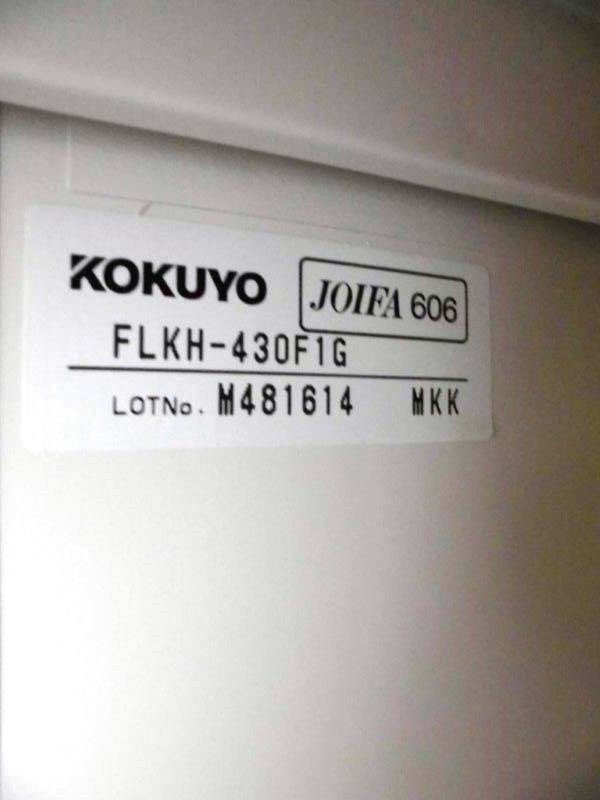 KOKUYO JOIFA 606
FLKH-430F1G
LOTNo. M481614 MKK